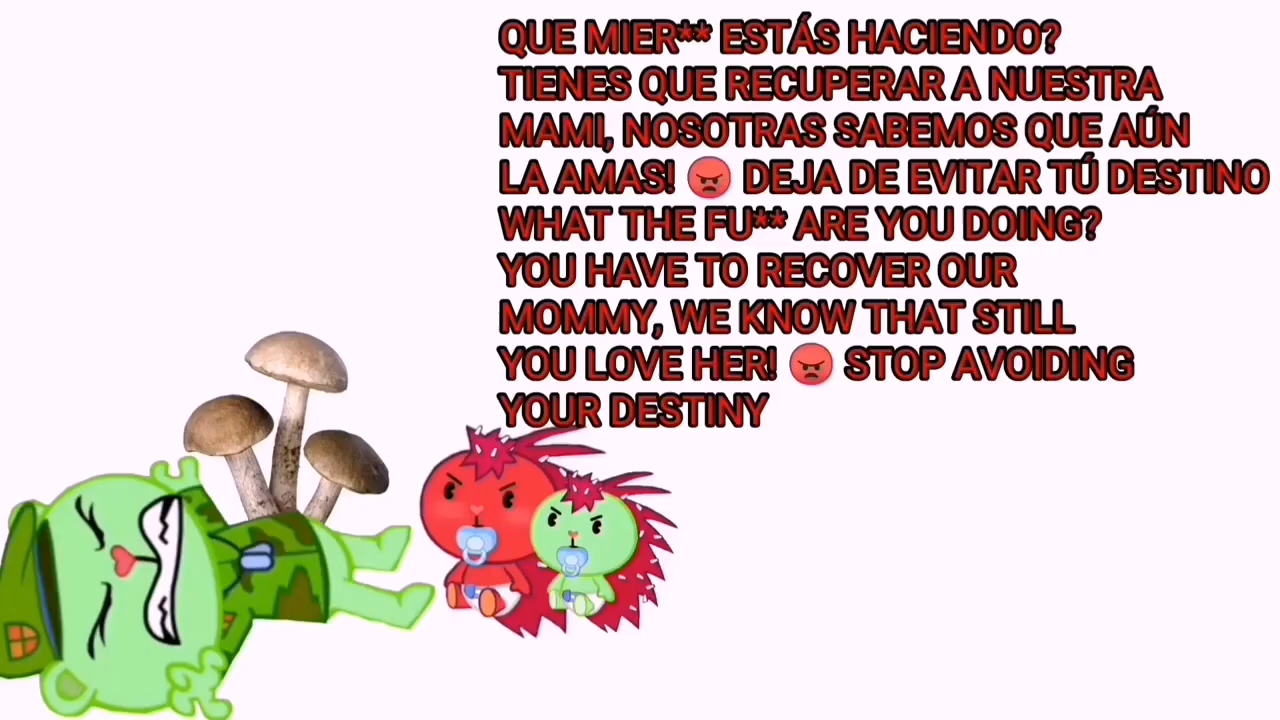 QUE MIER** ESTÁS HACIENDO?
TIENES QUE RECUPERAR A NUESTRA
MAMI, NOSOTRAS SABEMOS QUE AÚN
LA AMAS! 😡 DEJA DE EVITAR TÚ DESTINO
WHAT THE FU** ARE YOU DOING?
YOU HAVE TO RECOVER OUR
MOMMY, WE KNOW THAT STILL
YOU LOVE HER! 😡 STOP AVOIDING
YOUR DESTINY